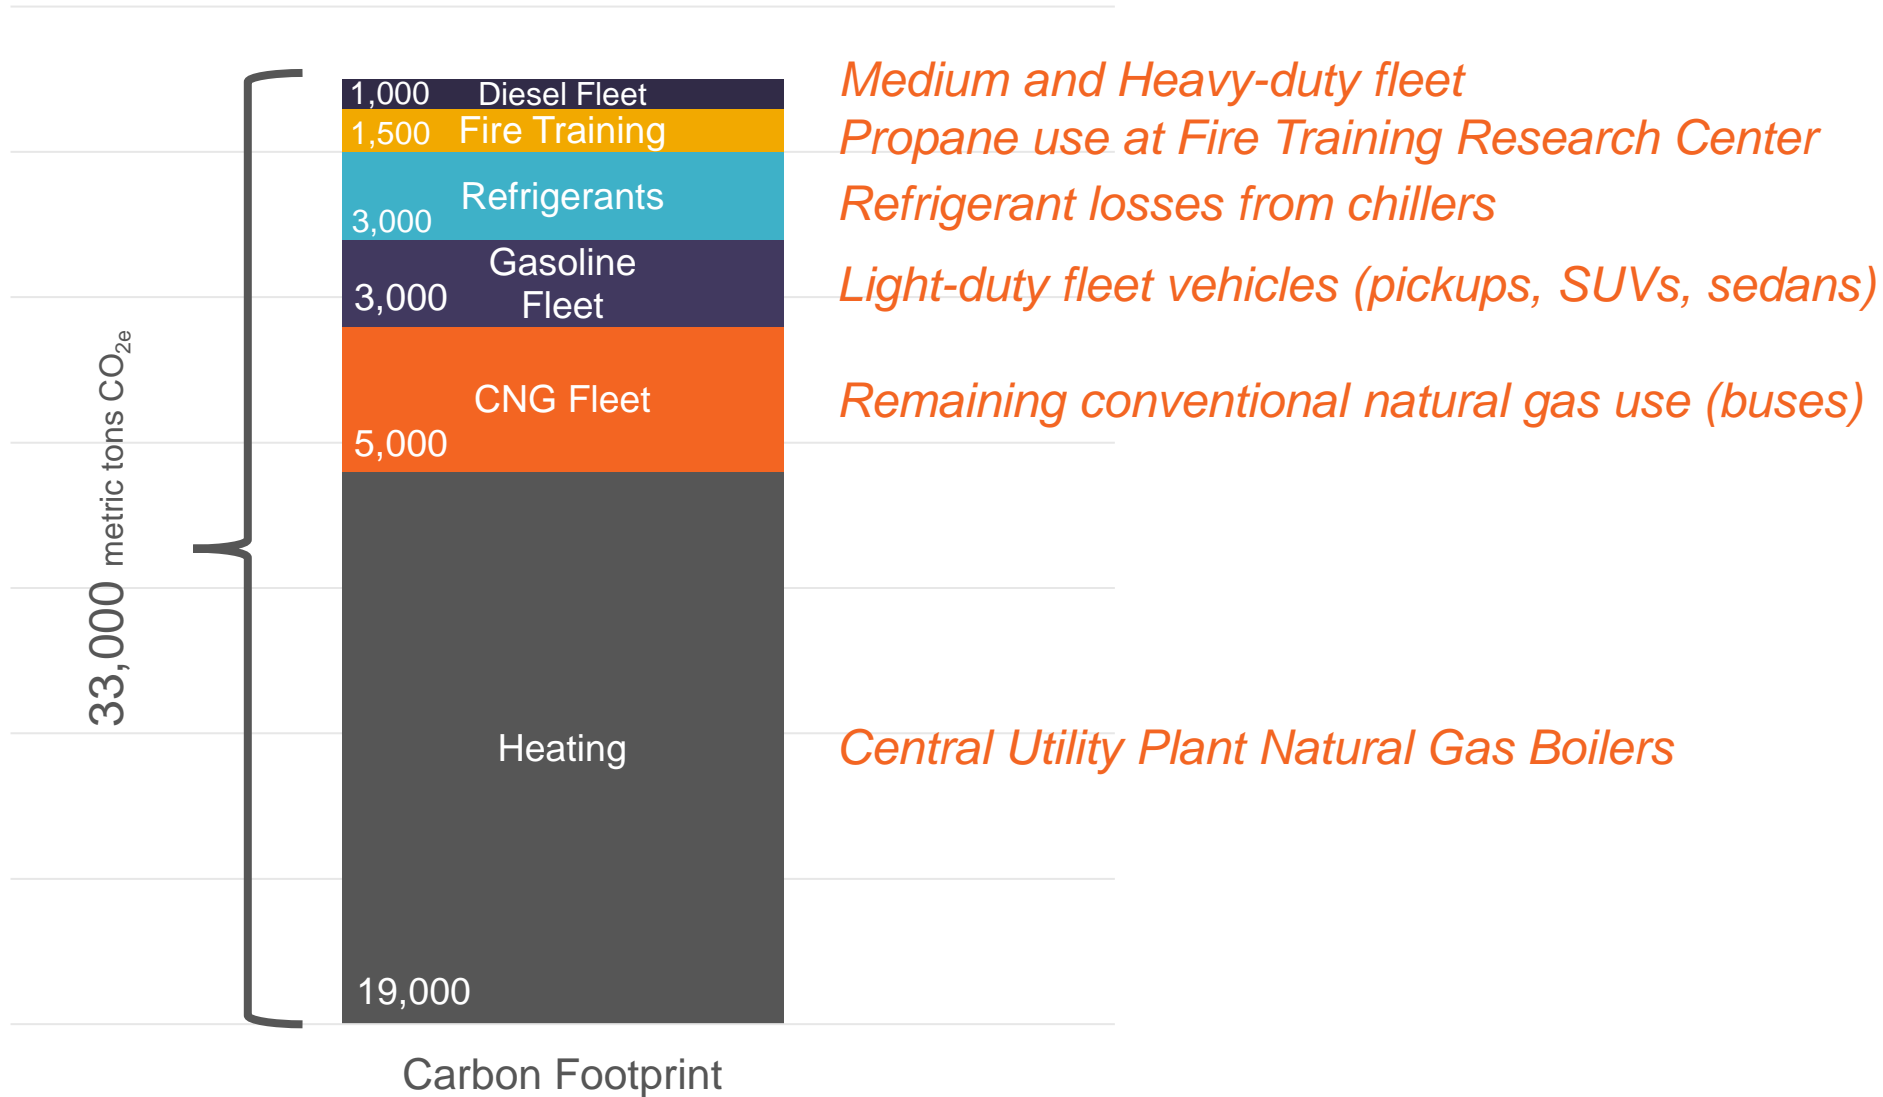 1,000 Diesel Fleet
Medium and Heavy-duty fleet
1,500 Fire Training
Propane use at Fire Training Research Center
Refrigerants
3,000
Refrigerant losses from chillers
Gasoline
Fleet
3,000
Light-duty fleet vehicles (pickups, SUVs, sedans)
CNG Fleet
5,000
Remaining conventional natural gas use (buses)
33,000 metric tons CO2e
Heating
19,000
Central Utility Plant Natural Gas Boilers
Carbon Footprint